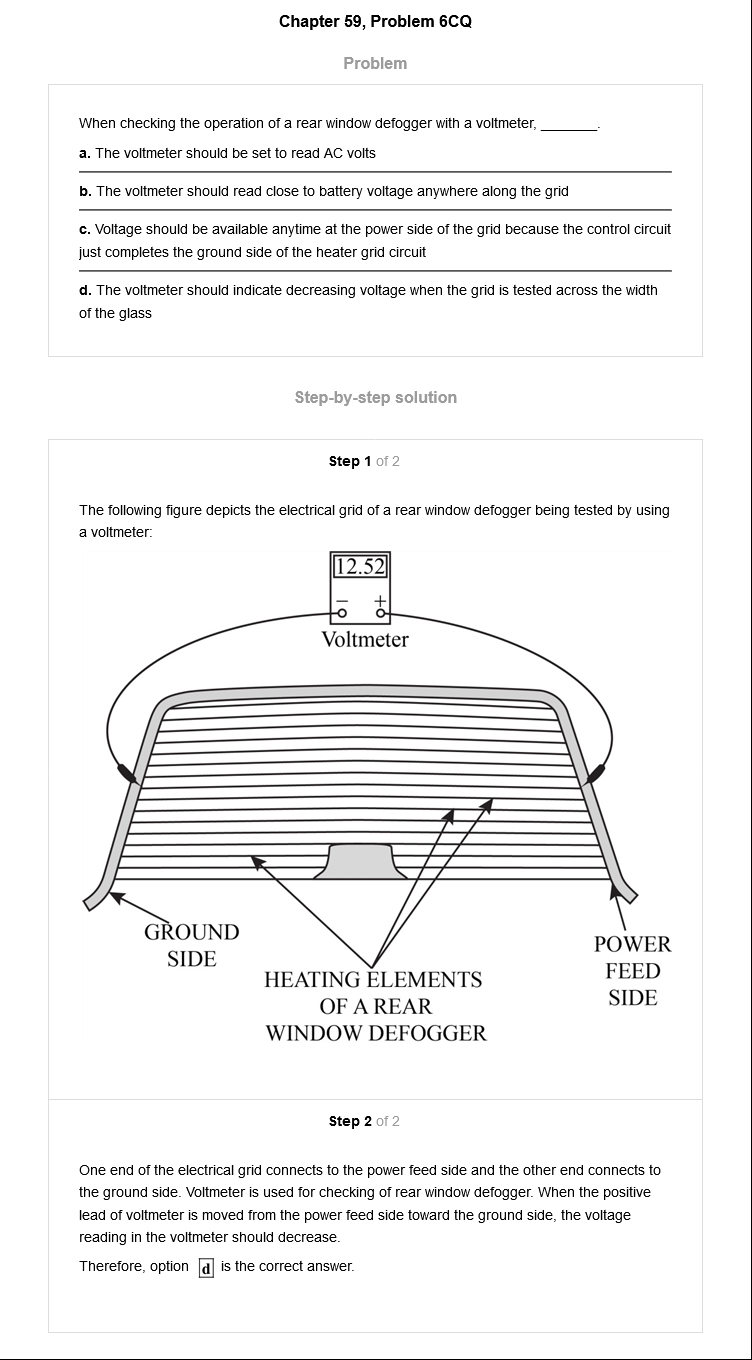 Chapter 59, Problem 6CQ
Problem
When checking the operation of a rear window defogger with a voltmeter, _______.
a. The voltmeter should be set to read AC volts
b. The voltmeter should read close to battery voltage anywhere along the grid
c. Voltage should be available anytime at the power side of the grid because the control circuit
just completes the ground side of the heater grid circuit
d. The voltmeter should indicate decreasing voltage when the grid is tested across the width
of the glass
Step-by-step solution
Step 1 of 2
The following figure depicts the electrical grid of a rear window defogger being tested by using
a voltmeter:
12.52
− +
Voltmeter
GROUND
SIDE
HEATING ELEMENTS
OF A REAR
WINDOW DEFOGGER
POWER
FEED
SIDE
Step 2 of 2
One end of the electrical grid connects to the power feed side and the other end connects to
the ground side. Voltmeter is used for checking of rear window defogger. When the positive
lead of voltmeter is moved from the power feed side toward the ground side, the voltage
reading in the voltmeter should decrease.
Therefore, option d is the correct answer.